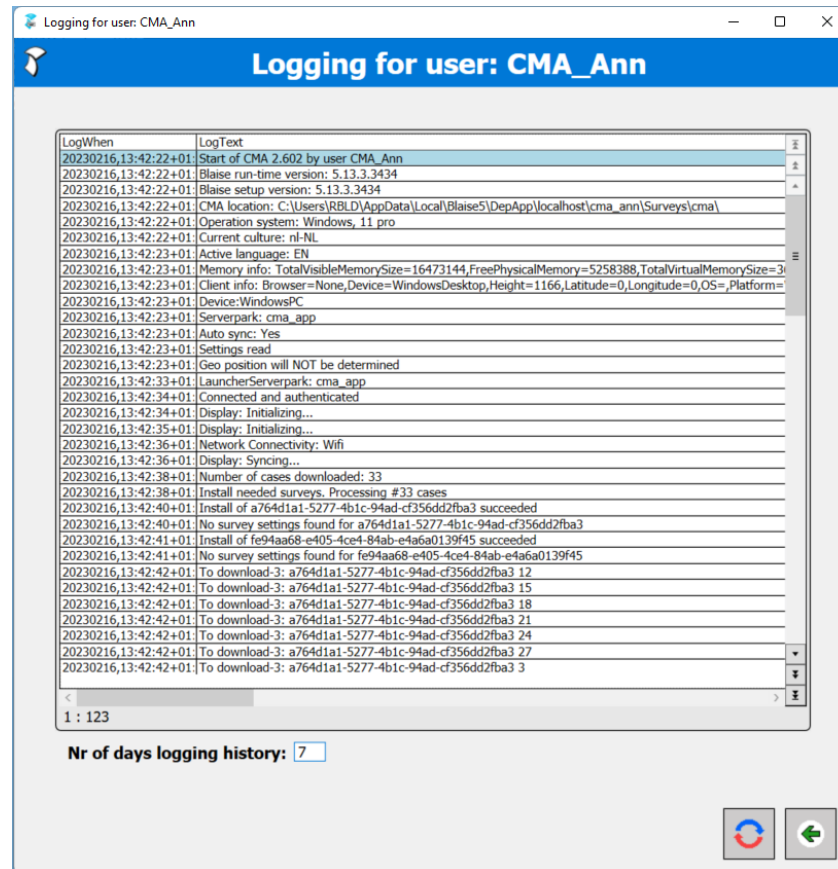 Logging for user: CMA_Ann
Logging for user: CMA_Ann
LogWhen LogText
20230216,13:42:22+01: Start of CMA 2.602 by user CMA_Ann
20230216,13:42:22+01: Blaise run-time version: 5.13.3.3434
20230216,13:42:22+01: Blaise setup version: 5.13.3.3434
20230216,13:42:22+01: CMA location: C:\Users\RBLD\AppData\Local\Blaise5\DepApp\localhost\cma_ann\Surveys\cma\
20230216,13:42:22+01: Operation system: Windows, 11 pro
20230216,13:42:22+01: Current culture: nl-NL
20230216,13:42:23+01: Active language: EN
20230216,13:42:23+01: Memory info: TotalVisibleMemorySize=16473144,FreePhysicalMemory=5258388,TotalVirtualMemorySize=3
20230216,13:42:23+01: Client info: Browser=None,Device=WindowsDesktop,Height=1166,Latitude=0,Longitude=0,OS=,Platform=
20230216,13:42:23+01: Device:WindowsPC
20230216,13:42:23+01: Serverpark: cma_app
20230216,13:42:23+01: Auto sync: Yes
20230216,13:42:23+01: Settings read
20230216,13:42:23+01: Geo position will NOT be determined
20230216,13:42:33+01: LauncherServerpark: cma_app
20230216,13:42:34+01: Connected and authenticated
20230216,13:42:34+01: Display: Initializing...
20230216,13:42:35+01: Display: Initializing...
20230216,13:42:36+01: Network Connectivity: Wifi
20230216,13:42:36+01: Display: Syncing...
20230216,13:42:38+01: Number of cases downloaded: 33
20230216,13:42:38+01: Install needed surveys. Processing #33 cases
20230216,13:42:40+01: Install of a764d1a1-5277-4b1c-94ad-cf356dd2fba3 succeeded
20230216,13:42:40+01: No survey settings found for a764d1a1-5277-4b1c-94ad-cf356dd2fba3
20230216,13:42:41+01: Install of fe94aa68-e405-4ce4-84ab-e4a6a0139f45 succeeded
20230216,13:42:41+01: No survey settings found for fe94aa68-e405-4ce4-84ab-e4a6a0139f45
20230216,13:42:42+01: To download-3: a764d1a1-5277-4b1c-94ad-cf356dd2fba3 12
20230216,13:42:42+01: To download-3: a764d1a1-5277-4b1c-94ad-cf356dd2fba3 15
20230216,13:42:42+01: To download-3: a764d1a1-5277-4b1c-94ad-cf356dd2fba3 18
20230216,13:42:42+01: To download-3: a764d1a1-5277-4b1c-94ad-cf356dd2fba3 21
20230216,13:42:42+01: To download-3: a764d1a1-5277-4b1c-94ad-cf356dd2fba3 24
20230216,13:42:42+01: To download-3: a764d1a1-5277-4b1c-94ad-cf356dd2fba3 27
20230216,13:42:42+01: To download-3: a764d1a1-5277-4b1c-94ad-cf356dd2fba3 3
1 : 123
Nr of days logging history: 7